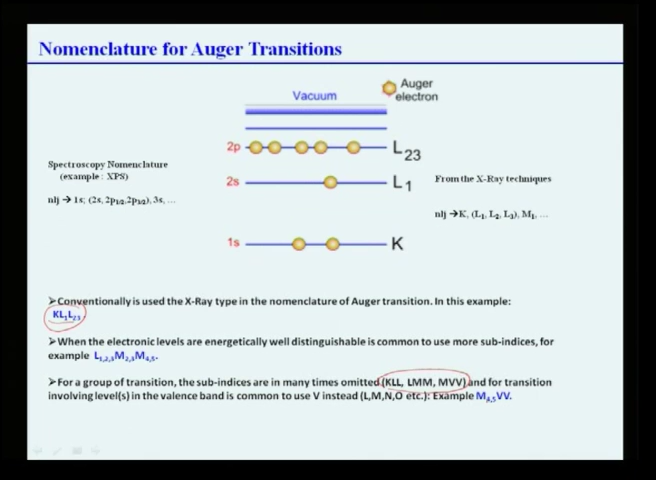 Nomenclature for Auger Transitions
Auger
electron
Vacuum
2p
L23
Spectroscopy Nomenclature
(example : XPS)
2s
L1
From the X-Ray techniques
nlj → 1s; (2s, 2p1/2,2p3/2), 3s, ...
nlj →K, (L1, L2, L3), M1, ...
1s
K
➢Conventionally is used the X-Ray type in the nomenclature of Auger transition. In this example:
KL1L23
➢When the electronic levels are energetically well distinguishable is common to use more sub-indices, for
example L1,2,3M2,3M4,5.
➢For a group of transition, the sub-indices are in many times omitted (KLL, LMM, MVV) and for transition
involving level(s) in the valence band is common to use V instead (L,M,N,O etc.): Example M4,5VV.